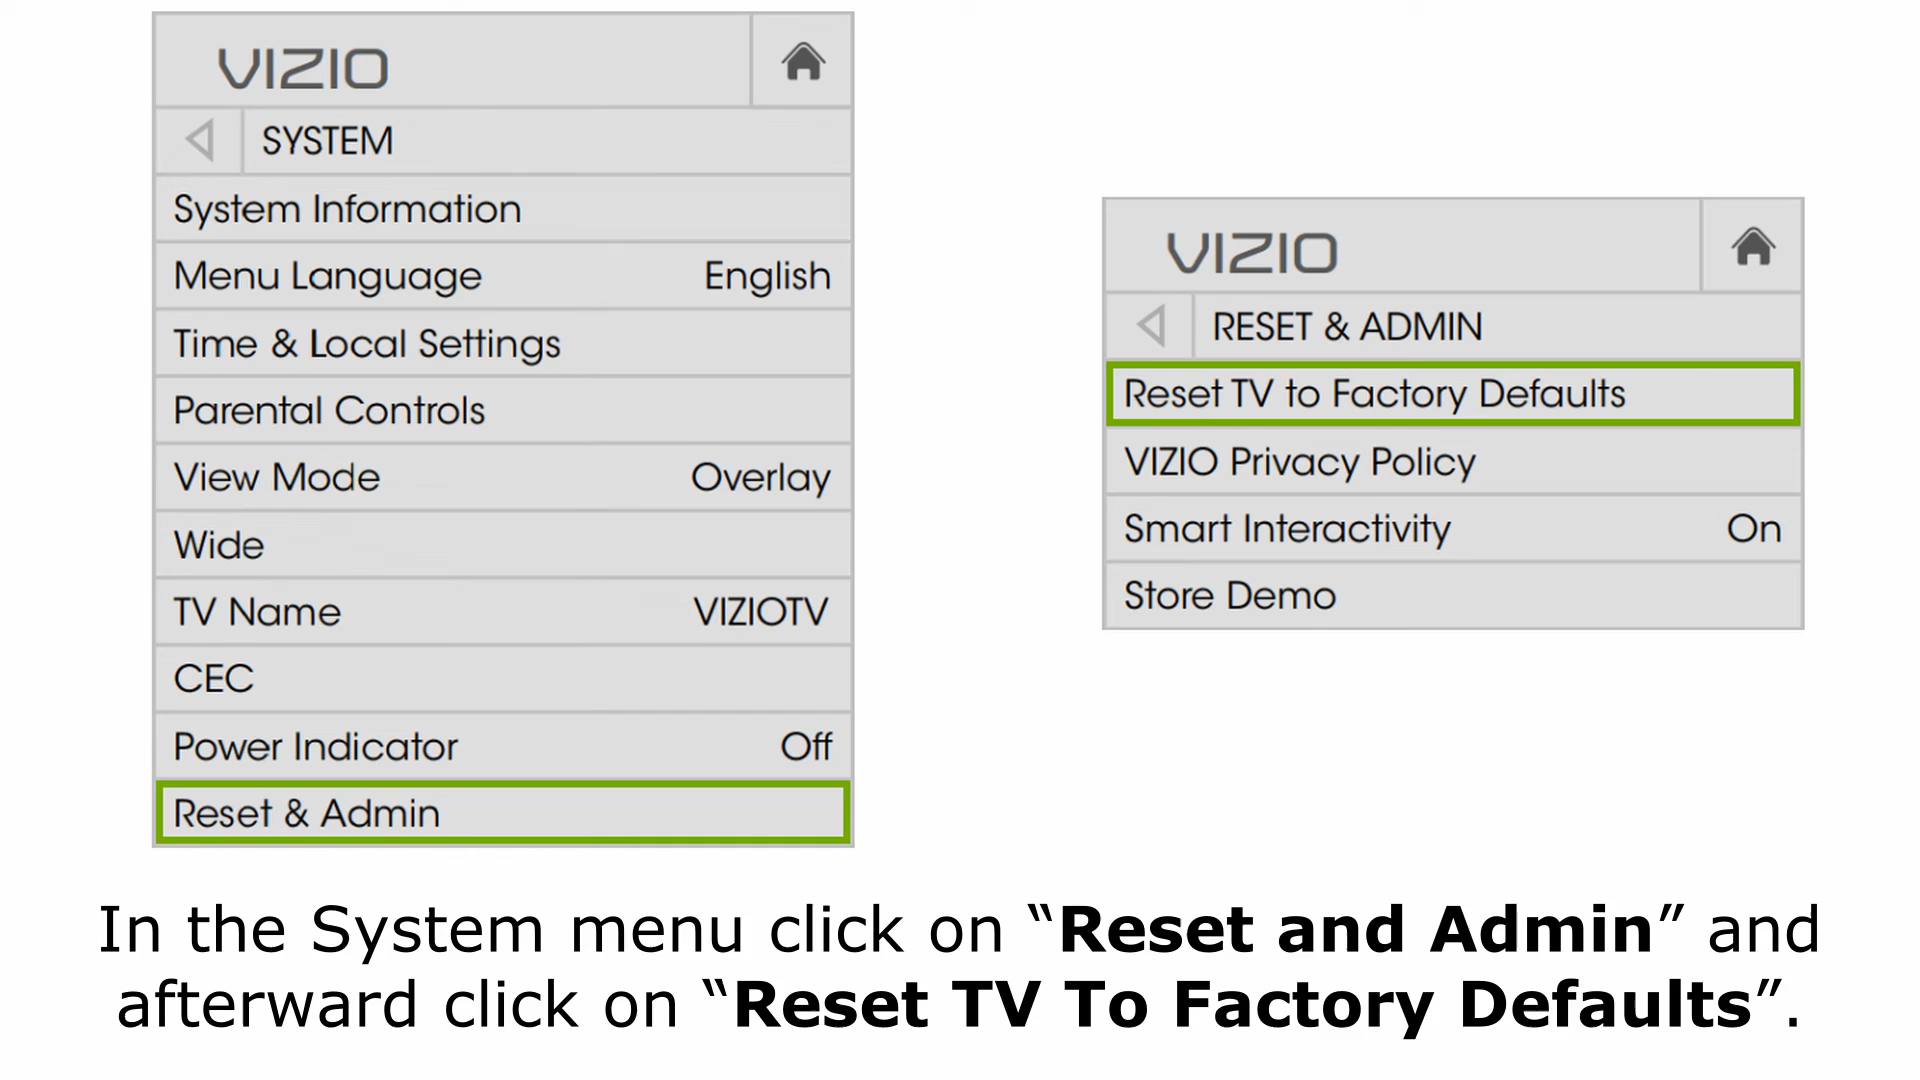 VIZIO
SYSTEM
System Information
Menu Language English
Time & Local Settings
Parental Controls
View Mode Overlay
Wide
TV Name VIZIOTV
CEC
Power Indicator Off
Reset & Admin
VIZIO
RESET & ADMIN
Reset TV to Factory Defaults
VIZIO Privacy Policy
Smart Interactivity On
Store Demo
In the System menu click on “Reset and Admin” and
afterward click on “Reset TV To Factory Defaults”.